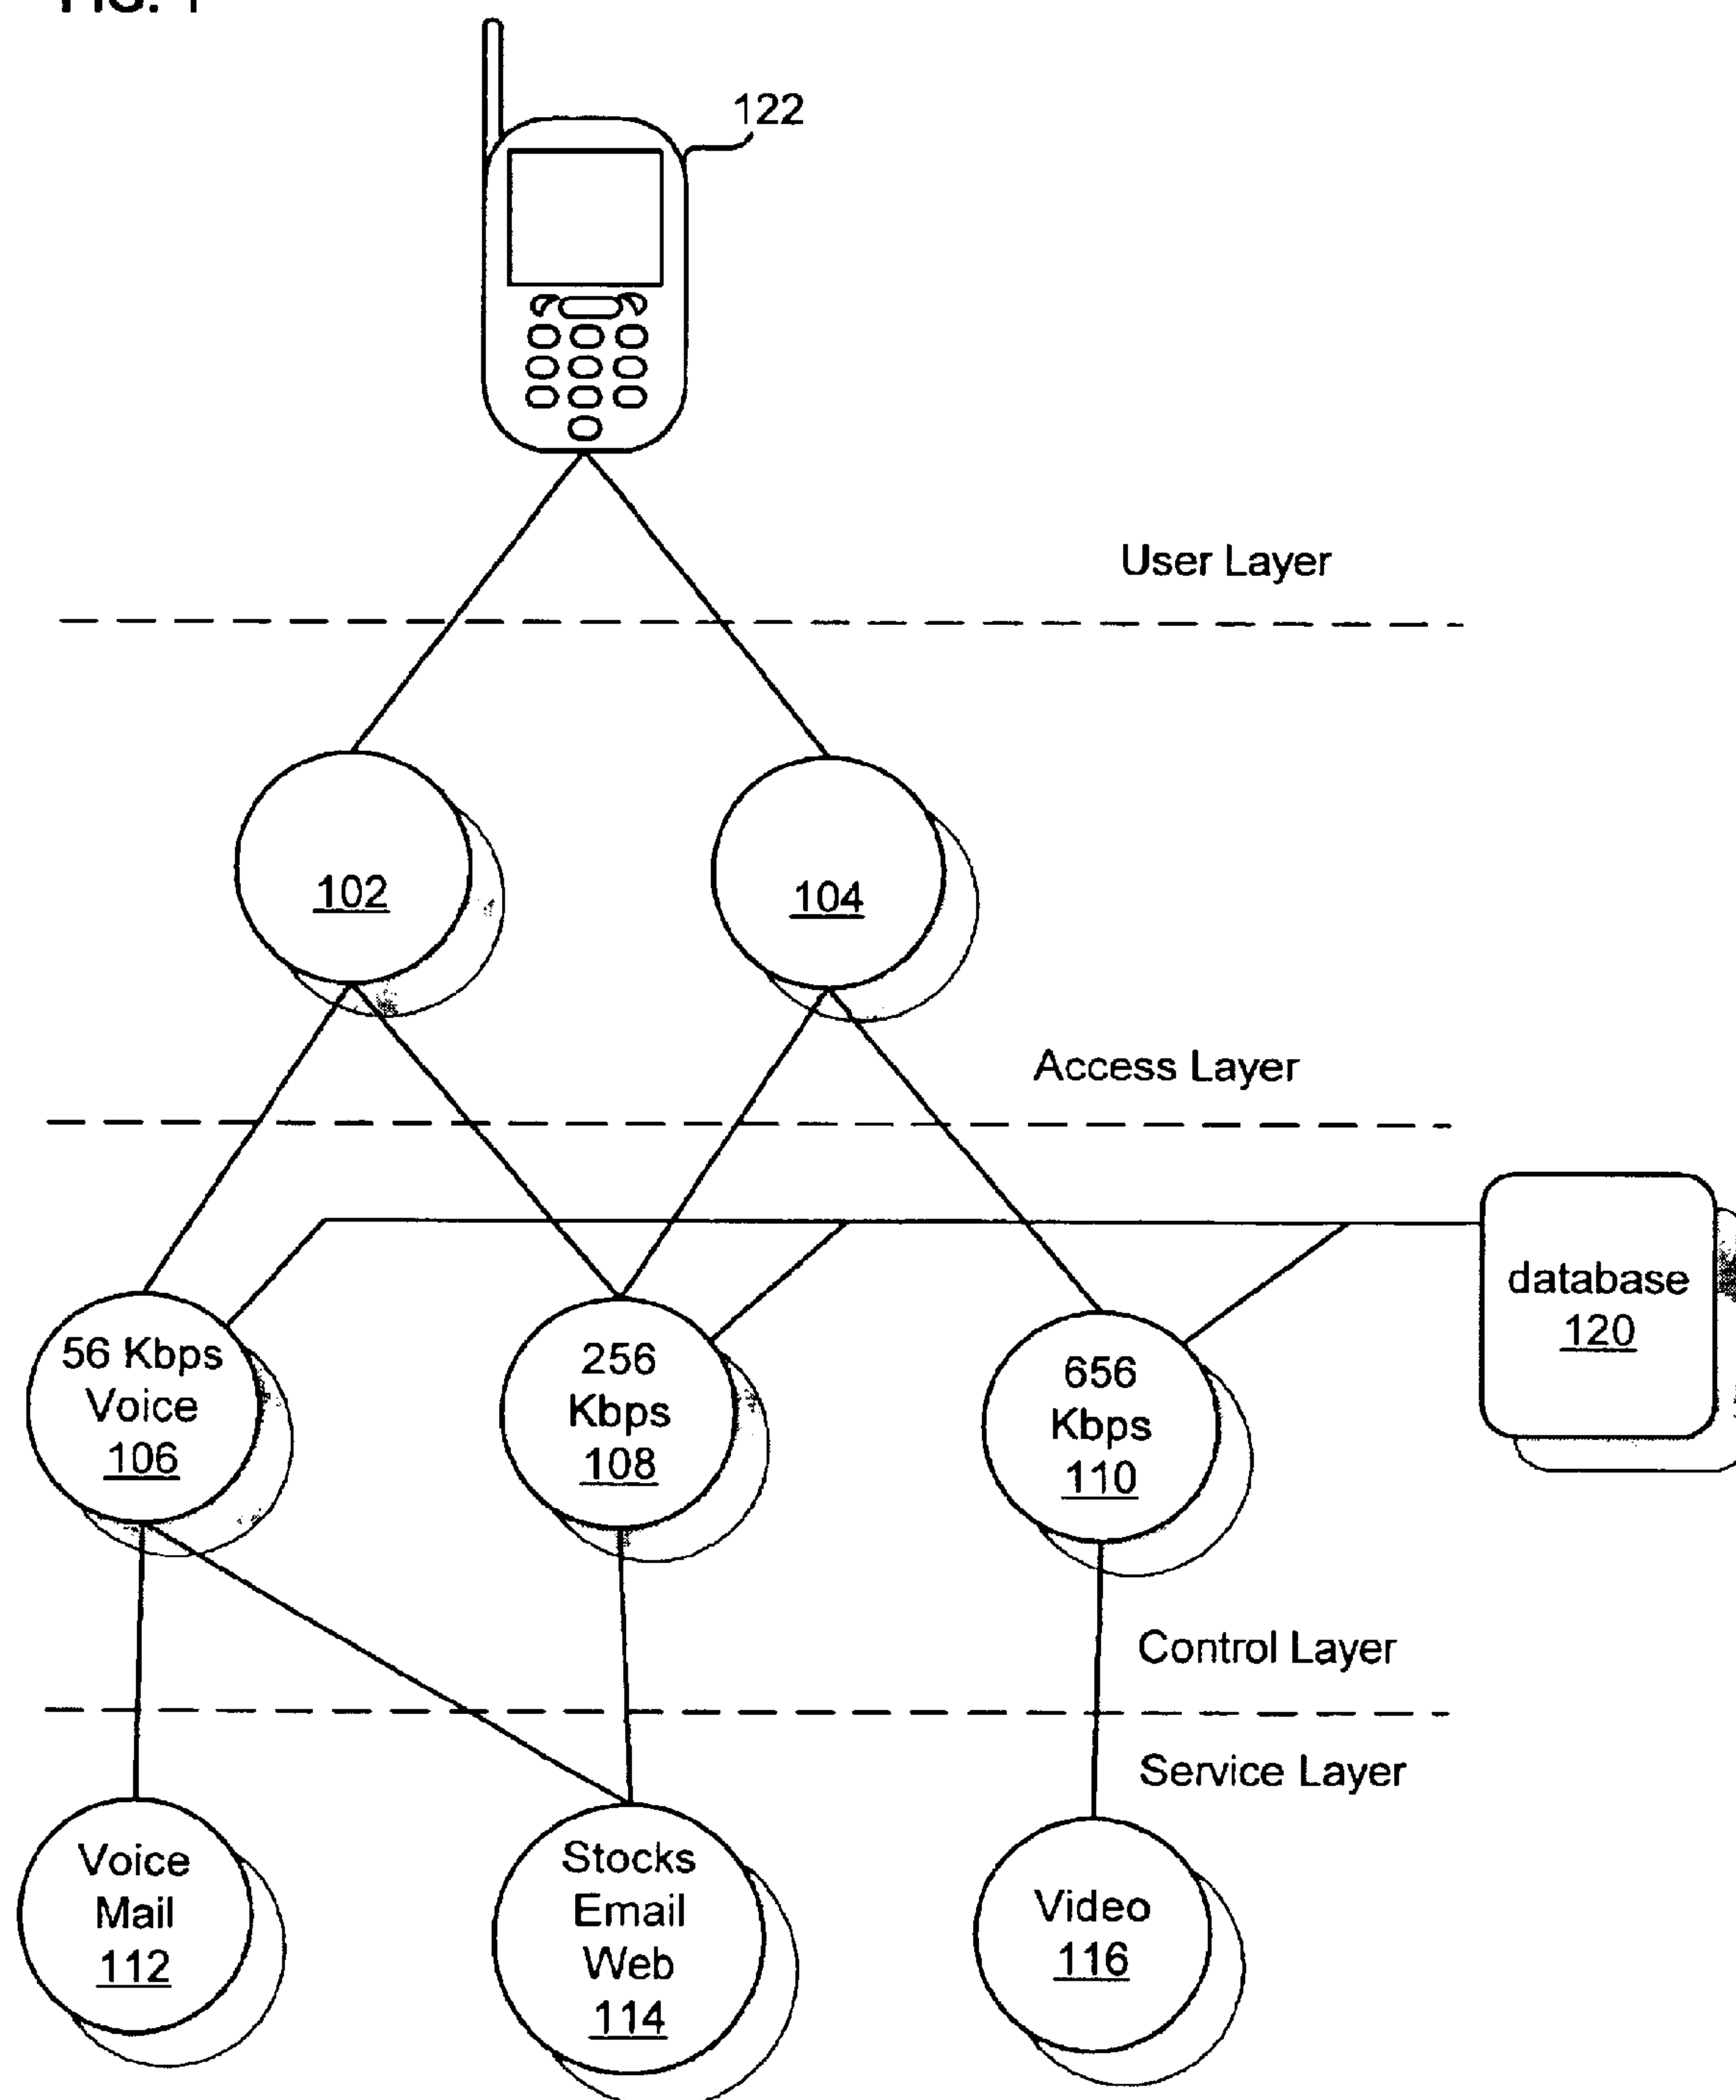 122
User Layer
102
104
Access Layer
database
120
56 Kbps
Voice
106
256
Kbps
108
656
Kbps
110
Control Layer
Service Layer
Voice
Mail
112
Stocks
Email
Web
114
Video
116